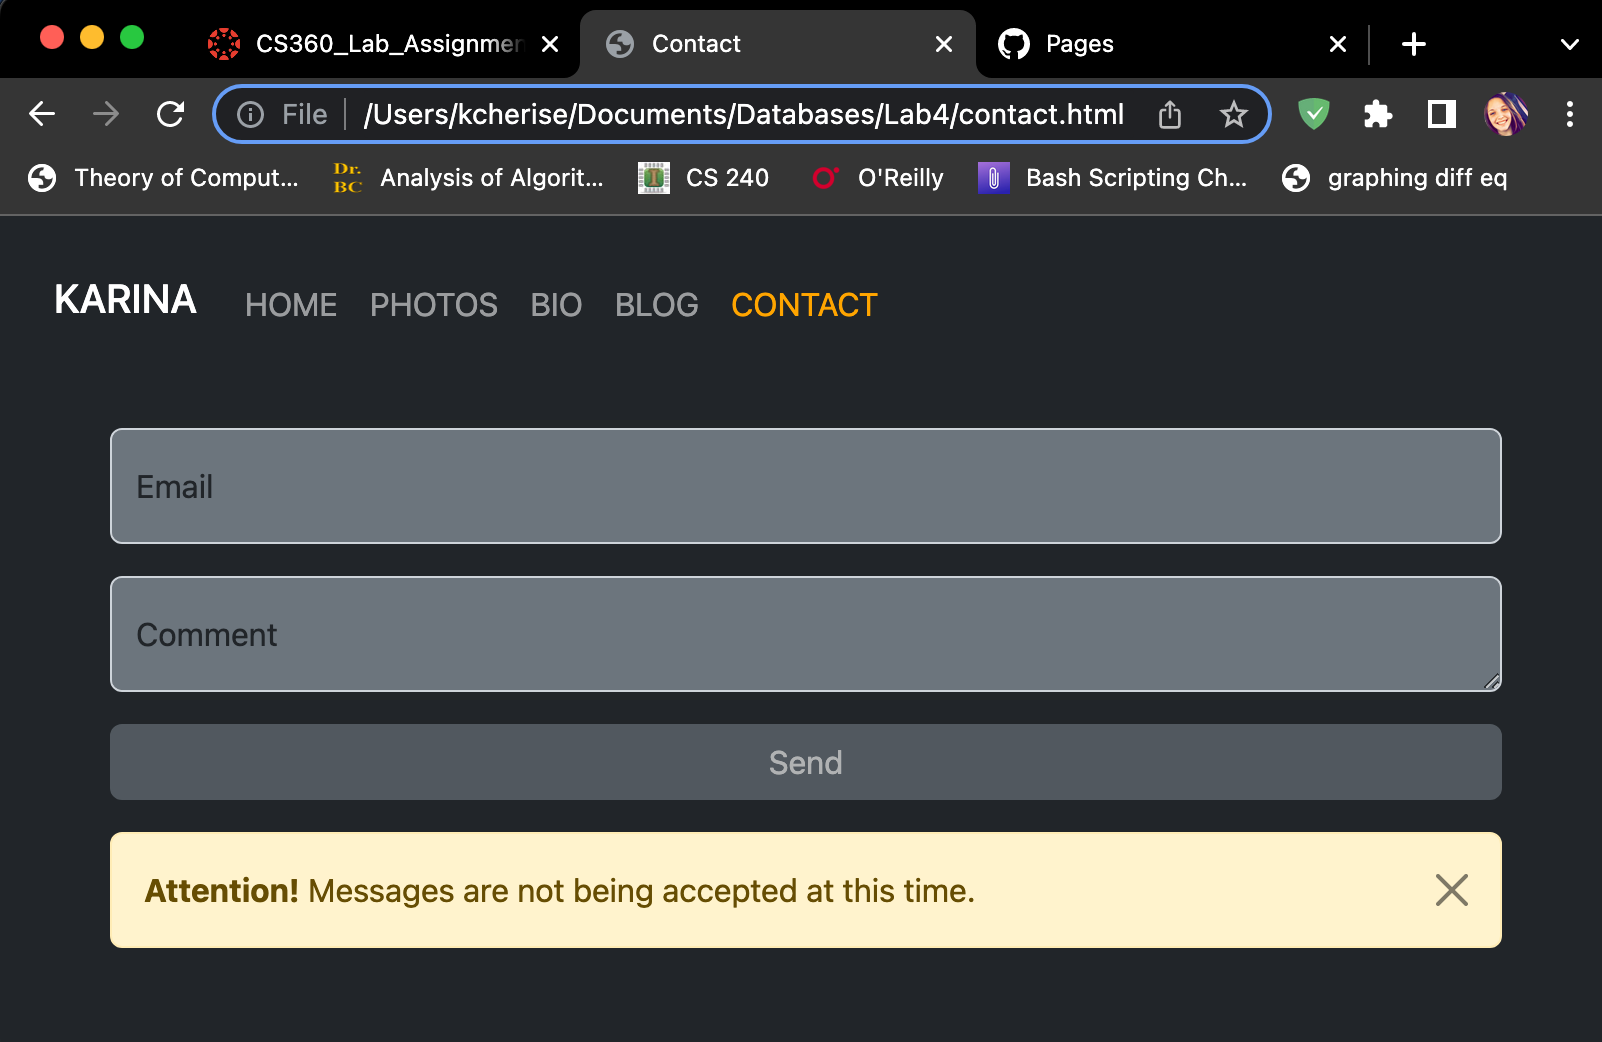 CS360_Lab_Assignmen
Contact
Pages
File
/Users/kcherise/Documents/Databases/Lab4/contact.html
Theory of Comput...
Dr.
BC
Analysis of Algorit...
CS 240
O'Reilly
Bash Scripting Ch...
graphing diff eq
KARINA HOME PHOTOS BIO BLOG CONTACT
Email
Comment
Send
Attention! Messages are not being accepted at this time.